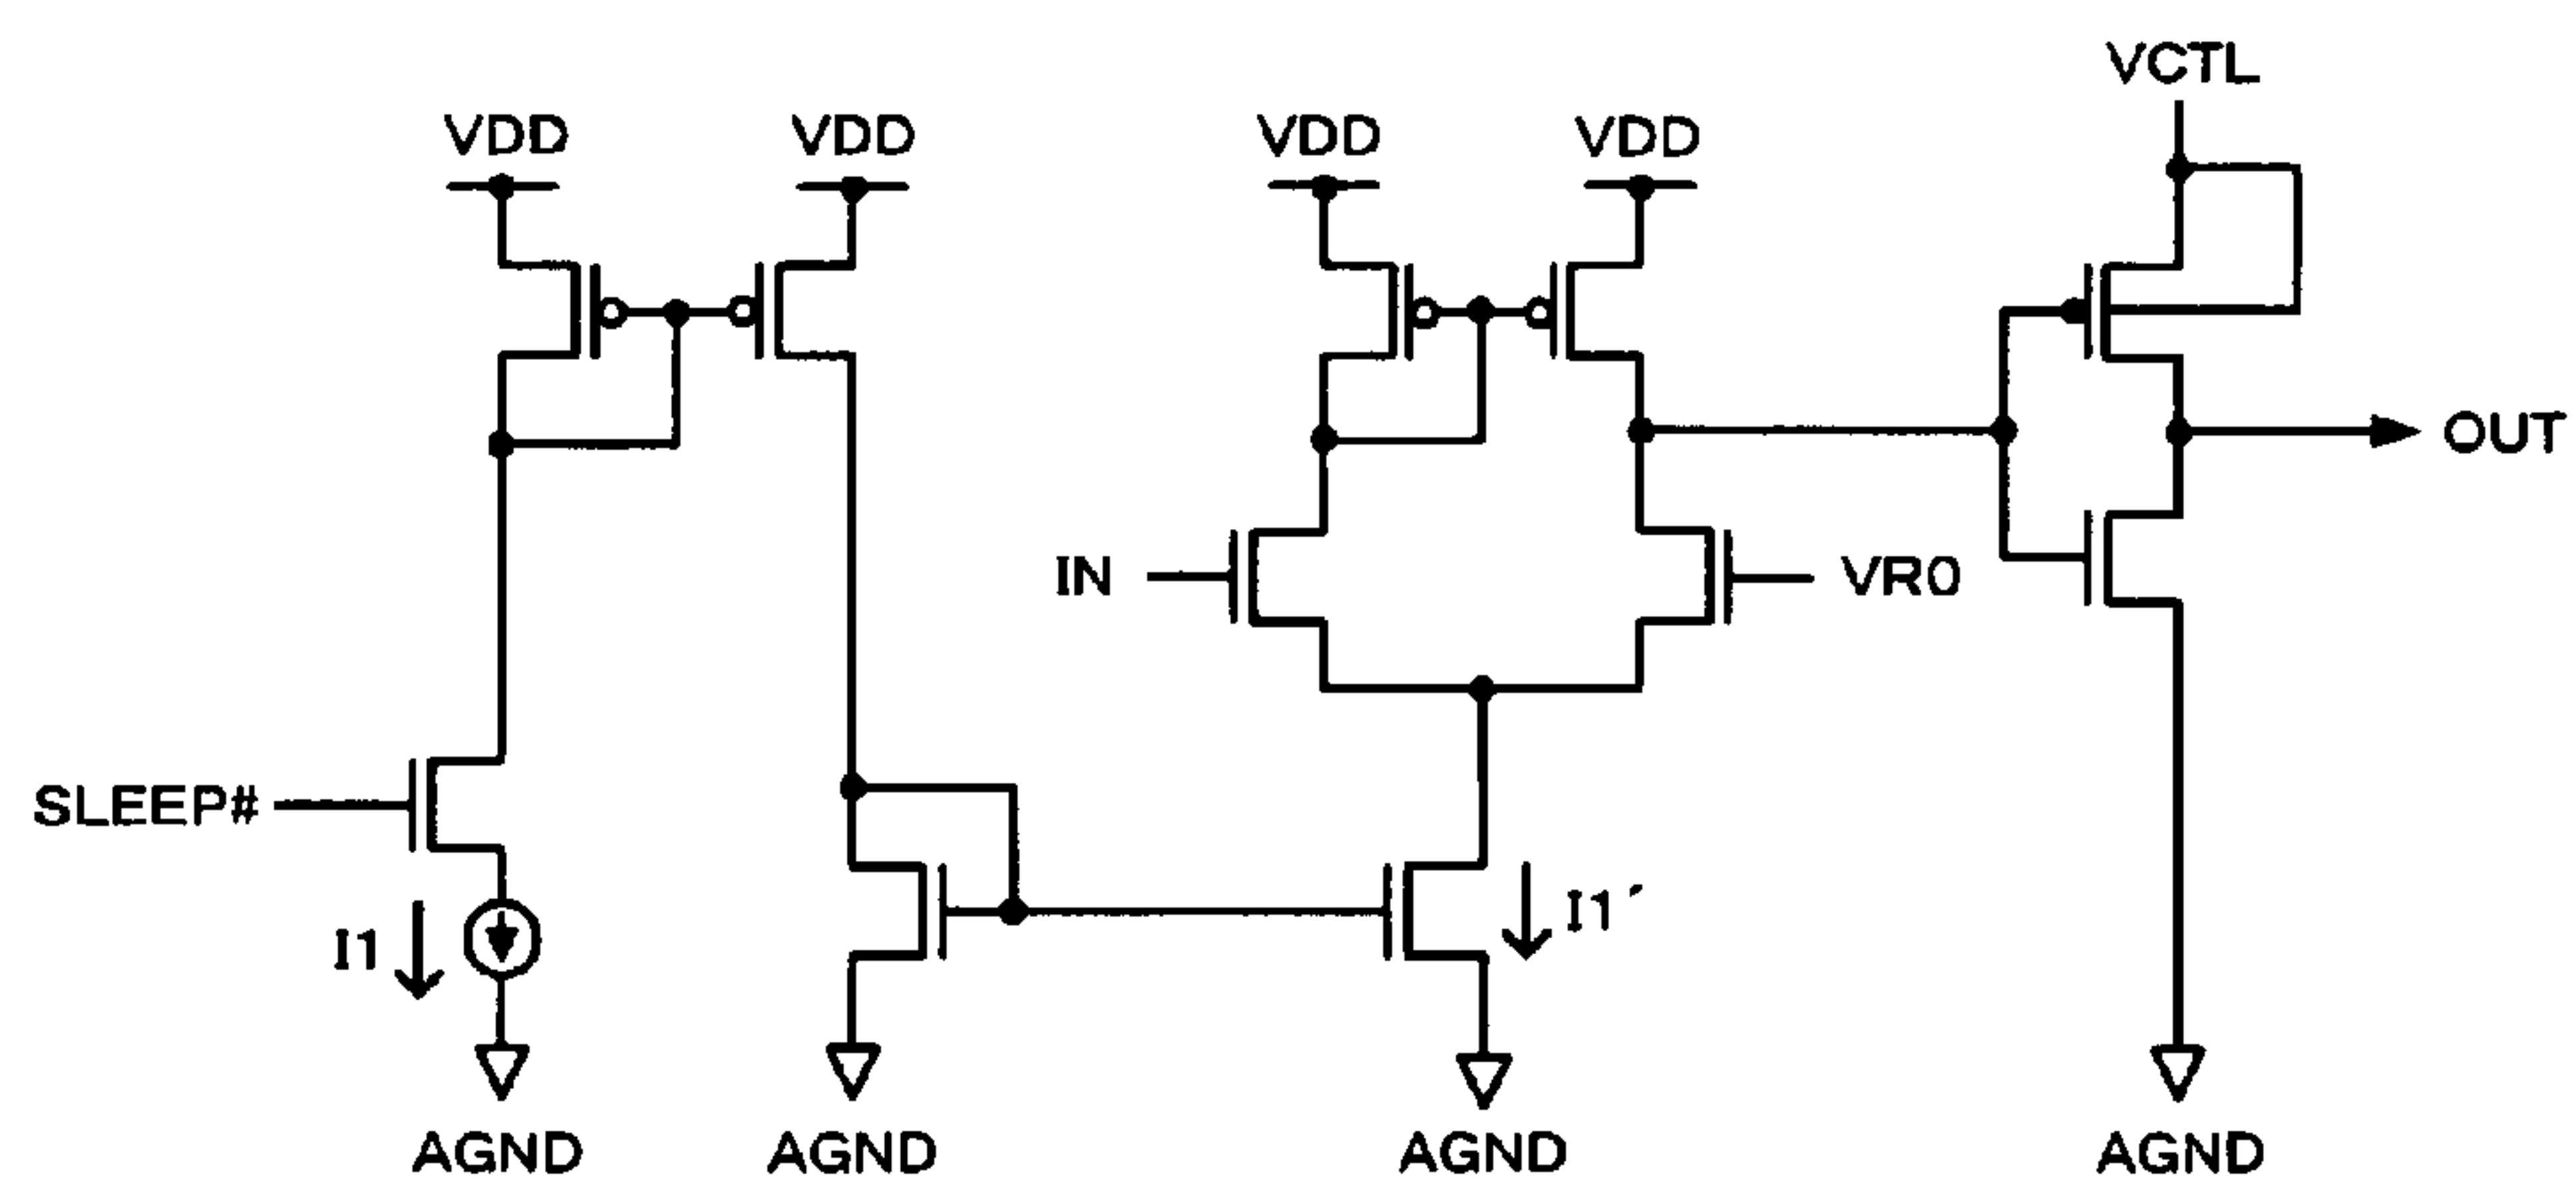 VCTL
VDD
VDD
VDD
VDD
OUT
IN
VR0
SLEEP#
I1
I1´
AGND
AGND
AGND
AGND